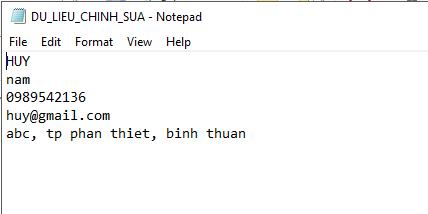 DU_LIEU_CHINH_SUA - Notepad
File Edit Format View Help
HUY
nam
0989542136
huy@gmail.com
abc, tp phan thiet, binh thuan